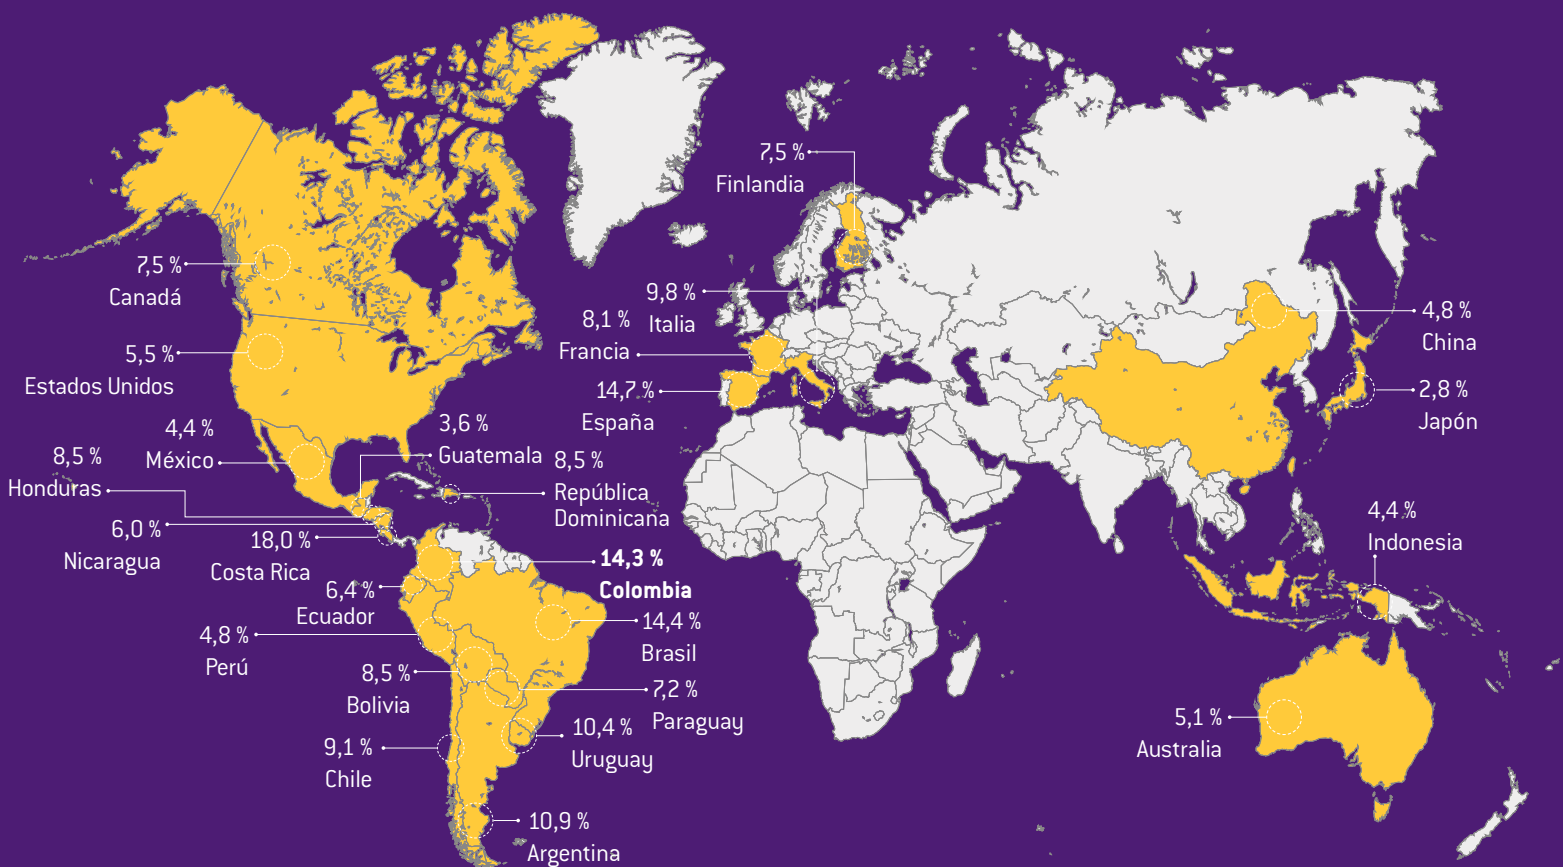 7,5 %
Finlandia
7,5 %
Canadá
9,8 %
Italia
8,1 %
Francia
4,8 %
China
5,5 %
Estados Unidos
14,7 %
España
2,8 %
Japón
4,4 %
México
3,6 %
Guatemala
8,5 %
Honduras
8,5 %
República
Dominicana
6,0 %
Nicaragua
18,0 %
Costa Rica
4,4 %
Indonesia
14,3 %
Colombia
6,4 %
Ecuador
14,4 %
Brasil
4,8 %
Perú
8,5 %
Bolivia
7,2 %
Paraguay
10,4 %
Uruguay
5,1 %
Australia
9,1 %
Chile
10,9 %
Argentina